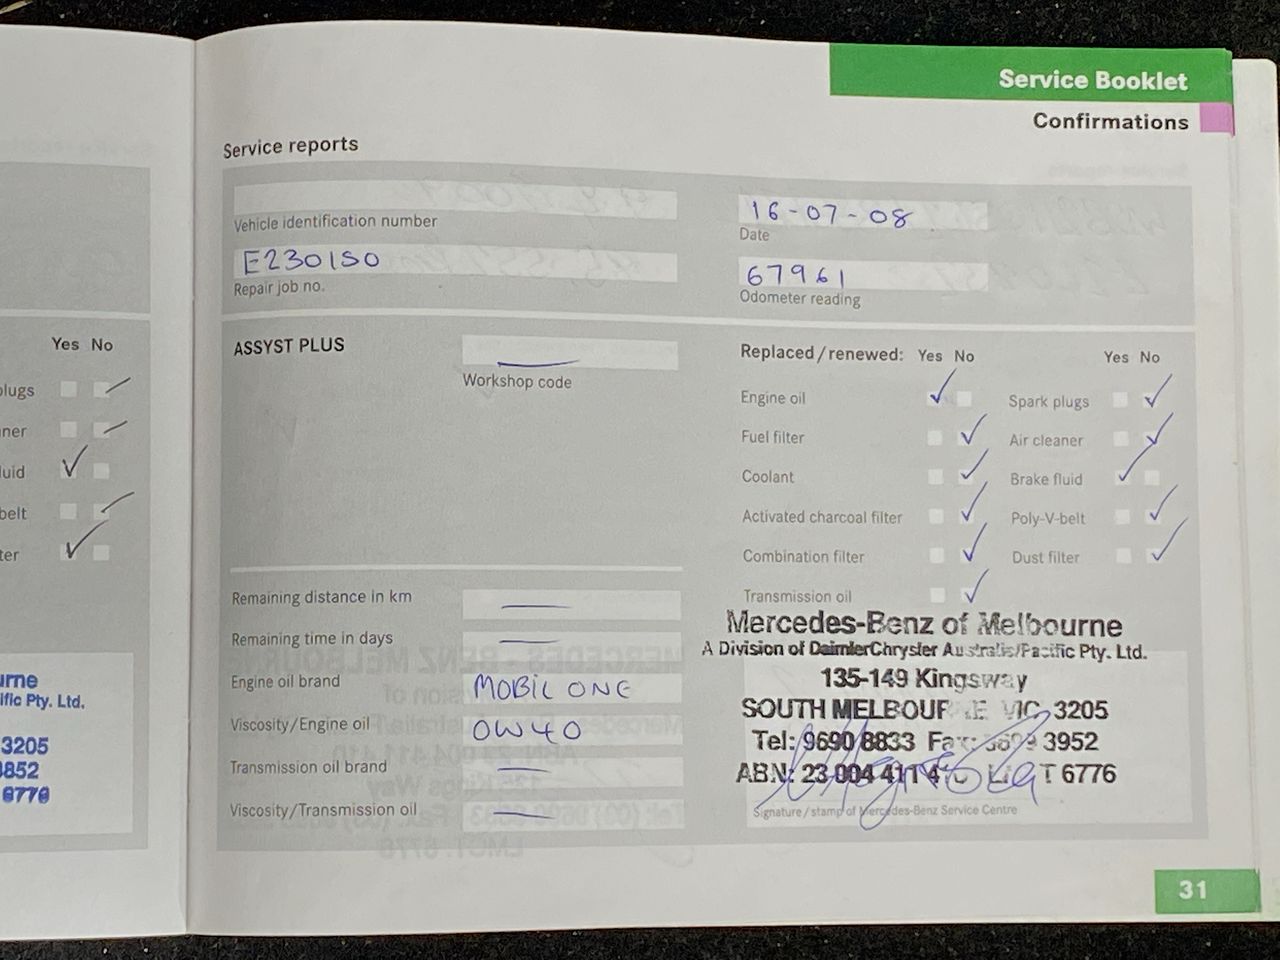 Service Booklet
Confirmations
Service reports
Vehicle identification number
16-07-08
Date
E230150
Repair job no.
67961
Odometer reading
Yes No
plugs
ner
luid
belt
ter
urne
ific Pty. Ltd.
3205
3852
6776
ASSYST PLUS
Workshop code
Replaced/renewed: Yes No Yes No
Engine oil Spark plugs
Fuel filter Air cleaner
Coolant Brake fluid
Activated charcoal filter Poly-V-belt
Combination filter Dust filter
Transmission oil
Remaining distance in km
Remaining time in days
Engine oil brand MOBIL ONE
Viscosity/Engine oil 0W40
Transmission oil brand
Viscosity/Transmission oil
Mercedes-Benz of Melbourne
A Division of DaimlerChrysler Australia/Pacific Pty. Ltd.
135-149 Kingsway
SOUTH MELBOURNE VIC 3205
Tel: 9690 8833 Fax: 3952
ABN: 23 004 411 LMCT 6776
Signature/stamp of Mercedes-Benz Service Centre
31